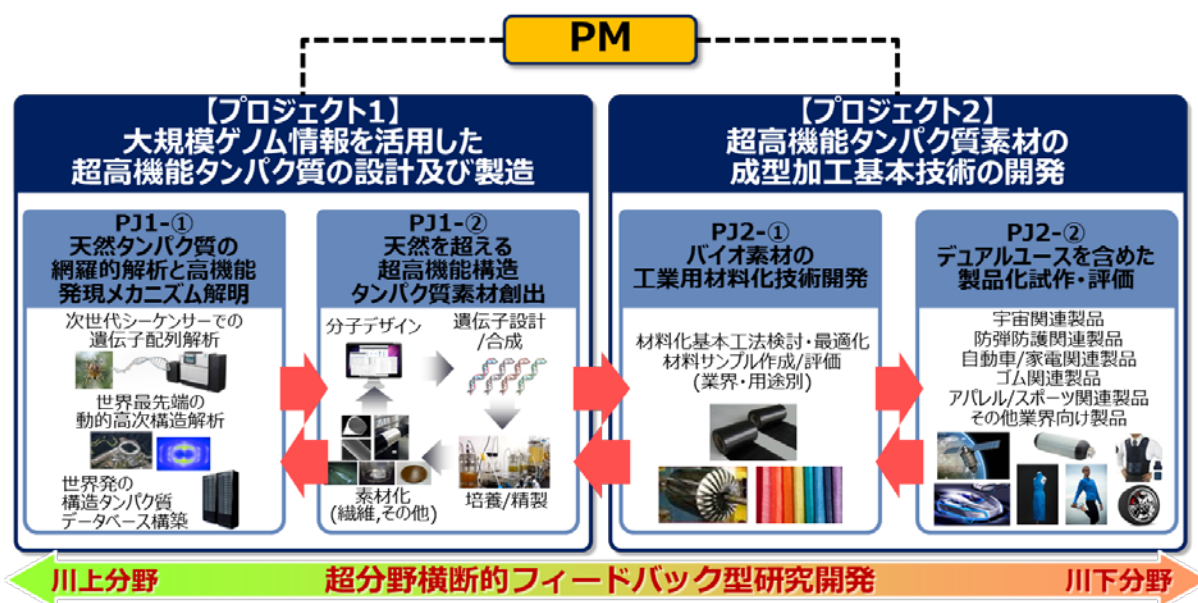 PM
【プロジェクト1】
大規模ゲノム情報を活用した
超高機能タンパク質の設計及び製造
PJ1-①
天然タンパク質の
網羅的解析と高機能
発現メカニズム解明
次世代シーケンサーでの
遺伝子配列解析
世界最先端の
動的高次構造解析
世界発の
構造タンパク質
データベース構築
PJ1-②
天然を超える
超高機能構造
タンパク質素材創出
分子デザイン
遺伝子設計
/合成
素材化
(繊維,その他)
培養/精製
【プロジェクト2】
超高機能タンパク質素材の
成型加工基本技術の開発
PJ2-①
バイオ素材の
工業用材料化技術開発
材料化基本工法検討・最適化
材料サンプル作成/評価
(業界・用途別)
PJ2-②
デュアルユースを含めた
製品化試作・評価
宇宙関連製品
防弾防護関連製品
自動車/家電関連製品
ゴム関連製品
アパレル/スポーツ関連製品
その他業界向け製品
川上分野
超分野横断的フィードバック型研究開発
川下分野